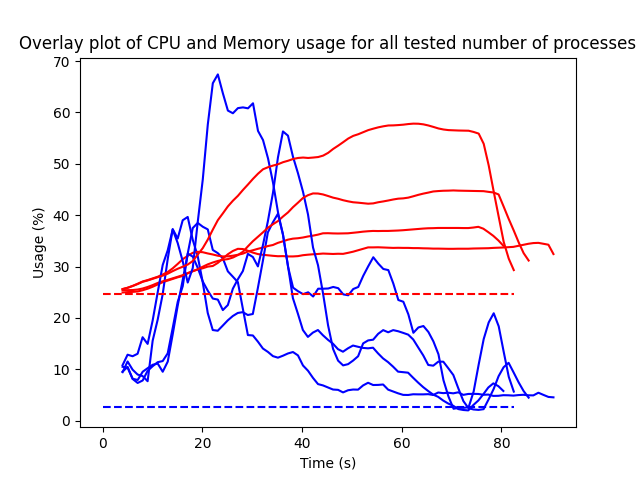 Overlay plot of CPU and Memory usage for all tested number of processes
70
60
50
40
30
20
10
0
Usage (%)
0 20 40 60 80
Time (s)